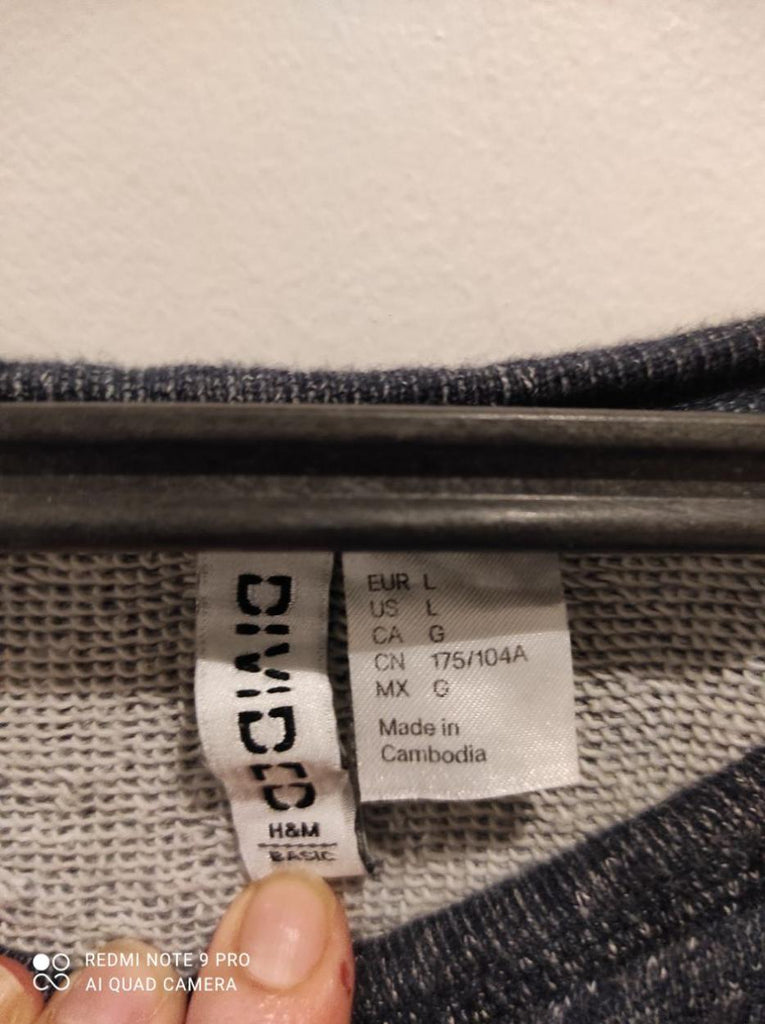 DIVIDED
H&M
BASIC
EUR L
US L
CA G
CN 175/104A
MX G
Made in
Cambodia
REDMI NOTE 9 PRO
AI QUAD CAMERA